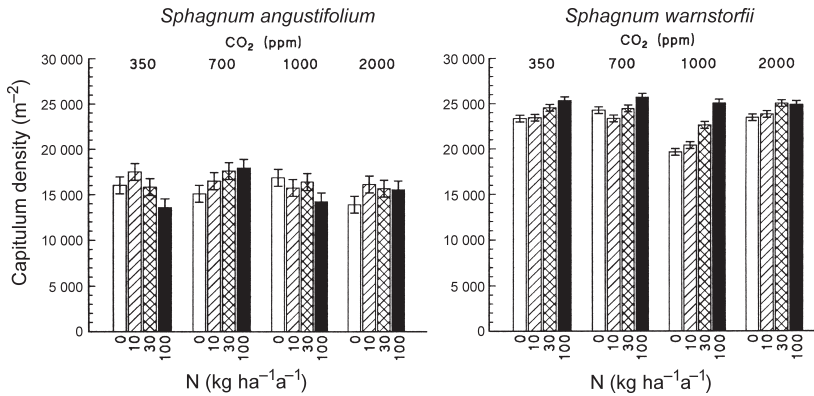 Sphagnum angustifolium
CO₂ (ppm)
350 700 1000 2000
Capitulum density (m⁻²)
30 000
25 000
20 000
15 000
10 000
5 000
0
0 10 30 100 0 10 30 100 0 10 30 100 0 10 30 100
N (kg ha⁻¹a⁻¹)
Sphagnum warnstorfii
CO₂ (ppm)
350 700 1000 2000
30 000
25 000
20 000
15 000
10 000
5 000
0
0 10 30 100 0 10 30 100 0 10 30 100 0 10 30 100
N (kg ha⁻¹a⁻¹)